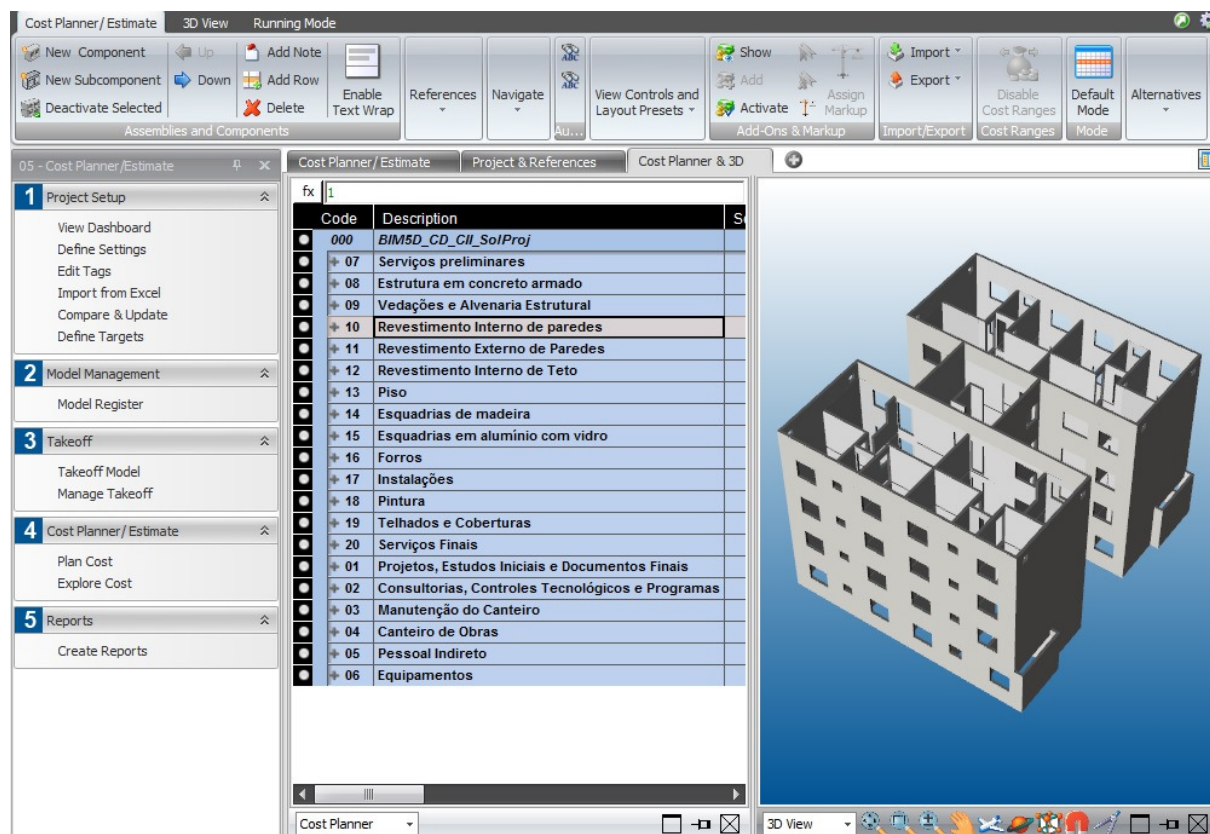 Cost Planner/ Estimate 3D View Running Mode
New Component Up Add Note
New Subcomponent Down Add Row
Deactivate Selected Delete
Enable Text Wrap
References
Navigate
ABC
ABC
View Controls and Layout Presets
Show
Add
Activate
Assign Markup
Import
Export
Disable Cost Ranges
Default Mode
Alternatives
Assemblies and Components Au... Add-Ons & Markup Import/Export Cost Ranges Mode
05 - Cost Planner/Estimate
Cost Planner/ Estimate Project & References Cost Planner & 3D
1 Project Setup
View Dashboard
Define Settings
Edit Tags
Import from Excel
Compare & Update
Define Targets
2 Model Management
Model Register
3 Takeoff
Takeoff Model
Manage Takeoff
4 Cost Planner/ Estimate
Plan Cost
Explore Cost
5 Reports
Create Reports
fx 1
Code Description
000 BIM5D_CD_CII_SolProj
07 Serviços preliminares
08 Estrutura em concreto armado
09 Vedações e Alvenaria Estrutural
10 Revestimento Interno de paredes
11 Revestimento Externo de Paredes
12 Revestimento Interno de Teto
13 Piso
14 Esquadrias de madeira
15 Esquadrias em alumínio com vidro
16 Forros
17 Instalações
18 Pintura
19 Telhados e Coberturas
20 Serviços Finais
01 Projetos, Estudos Iniciais e Documentos Finais
02 Consultorias, Controles Tecnológicos e Programas
03 Manutenção do Canteiro
04 Canteiro de Obras
05 Pessoal Indireto
06 Equipamentos
Cost Planner
3D View